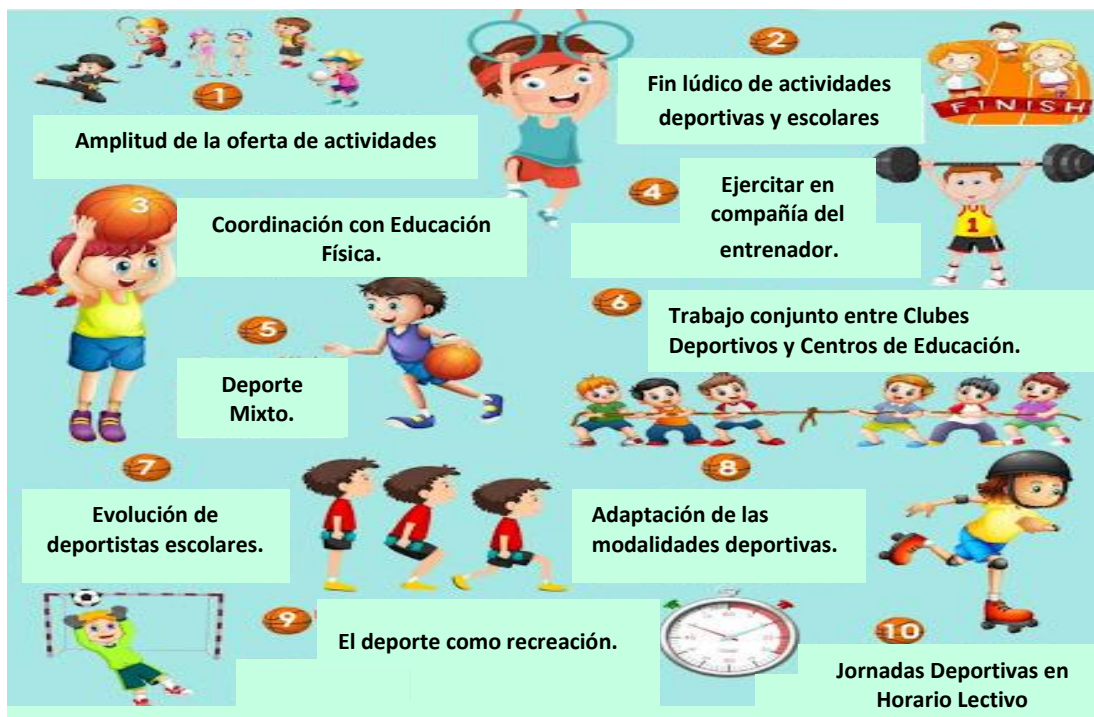 1
Amplitud de la oferta de actividades
2
Fin lúdico de actividades
deportivas y escolares
FINISH
3
Coordinación con Educación
Física.
4
Ejercitar en
compañía del
entrenador.
1
5
Deporte
Mixto.
6
Trabajo conjunto entre Clubes
Deportivos y Centros de Educación.
7
Evolución de
deportistas escolares.
8
Adaptación de las
modalidades deportivas.
9
El deporte como recreación.
10
Jornadas Deportivas en
Horario Lectivo